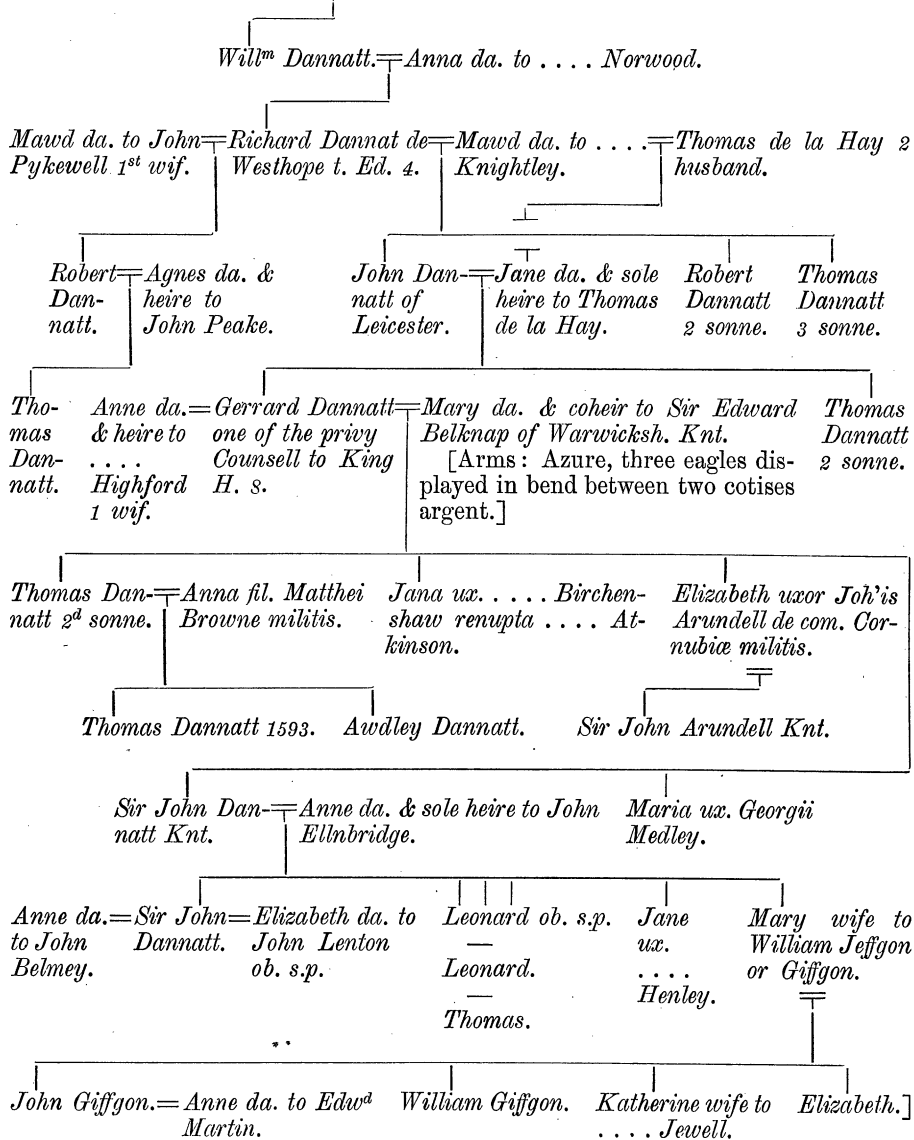 Will^m Dannatt.=Anna da. to . . . . Norwood.
Mawd da. to John=Richard Dannat de=Mawd da. to . . . .=Thomas de la Hay 2
Pykewell 1^st wif. Westhope t. Ed. 4. Knightley. husband.
Robert=Agnes da. &
Dan- heire to
natt. John Peake.
John Dan-=Jane da. & sole
natt of heire to Thomas
Leicester. de la Hay.
Robert
Dannatt
2 sonne.
Thomas
Dannatt
3 sonne.
Tho-
mas
Dan-
natt.
Anne da.=Gerrard Dannatt=Mary da. & coheir to Sir Edward
& heire to one of the privy Belknap of Warwicksh. Knt.
. . . . Counsell to King [Arms: Azure, three eagles dis-
Highford H. 8. played in bend between two cotises
1 wif. argent.]
Thomas
Dannatt
2 sonne.
Thomas Dan-=Anna fil. Matthei
natt 2^d sonne. Browne militis.
Jana ux. . . . . Birchen-
shaw renupta . . . . At-
kinson.
Elizabeth uxor Joh'is
Arundell de com. Cor-
nubiæ militis.
Thomas Dannatt 1593. Awdley Dannatt. Sir John Arundell Knt.
Sir John Dan-=Anne da. & sole heire to John
natt Knt. Ellnbridge.
Maria ux. Georgii
Medley.
Anne da.=Sir John=Elizabeth da. to
to John Dannatt. John Lenton
Belmey. ob. s.p.
Leonard ob. s.p.
—
Leonard.
—
Thomas.
Jane
ux.
. . . .
Henley.
Mary wife to
William Jeffgon
or Giffgon.
John Giffgon.=Anne da. to Edw^d
Martin.
William Giffgon.
Katherine wife to
. . . . Jewell.
Elizabeth.]